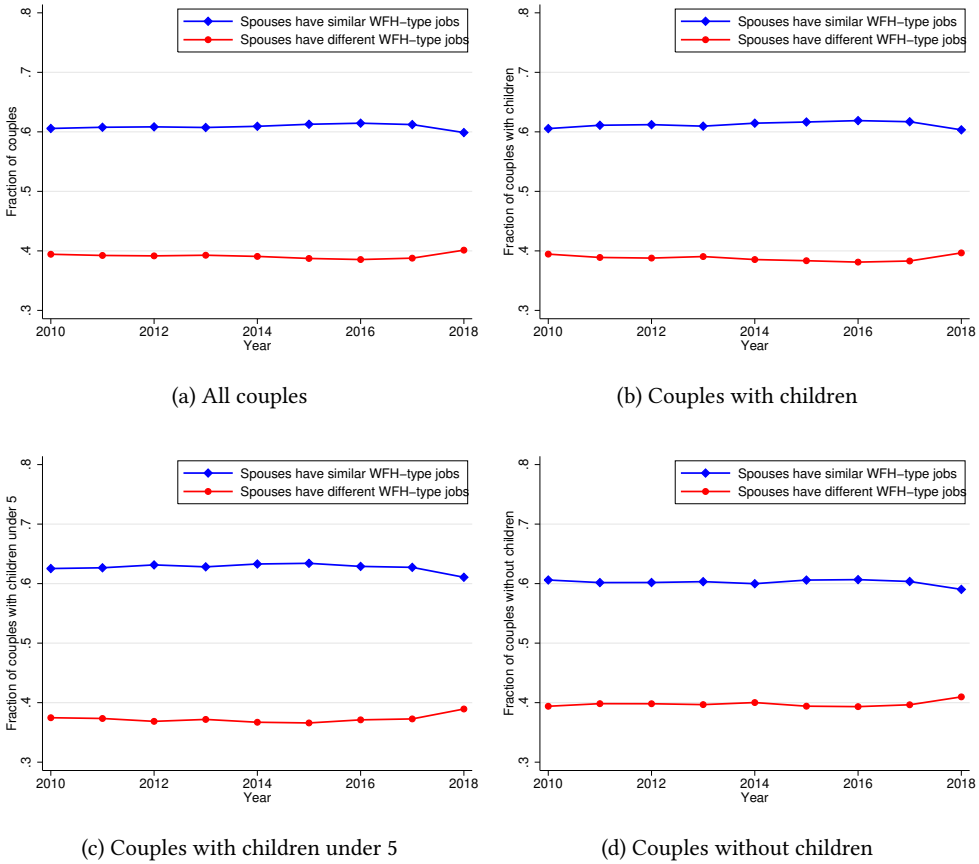 .8
.7
.6
.5
.4
.3
Fraction of couples
Spouses have similar WFH−type jobs
Spouses have different WFH−type jobs
2010 2012 2014 2016 2018
Year
(a) All couples
.8
.7
.6
.5
.4
.3
Fraction of couples with children
Spouses have similar WFH−type jobs
Spouses have different WFH−type jobs
2010 2012 2014 2016 2018
Year
(b) Couples with children
.8
.7
.6
.5
.4
.3
Fraction of couples with children under 5
Spouses have similar WFH−type jobs
Spouses have different WFH−type jobs
2010 2012 2014 2016 2018
Year
(c) Couples with children under 5
.8
.7
.6
.5
.4
.3
Fraction of couples without children
Spouses have similar WFH−type jobs
Spouses have different WFH−type jobs
2010 2012 2014 2016 2018
Year
(d) Couples without children